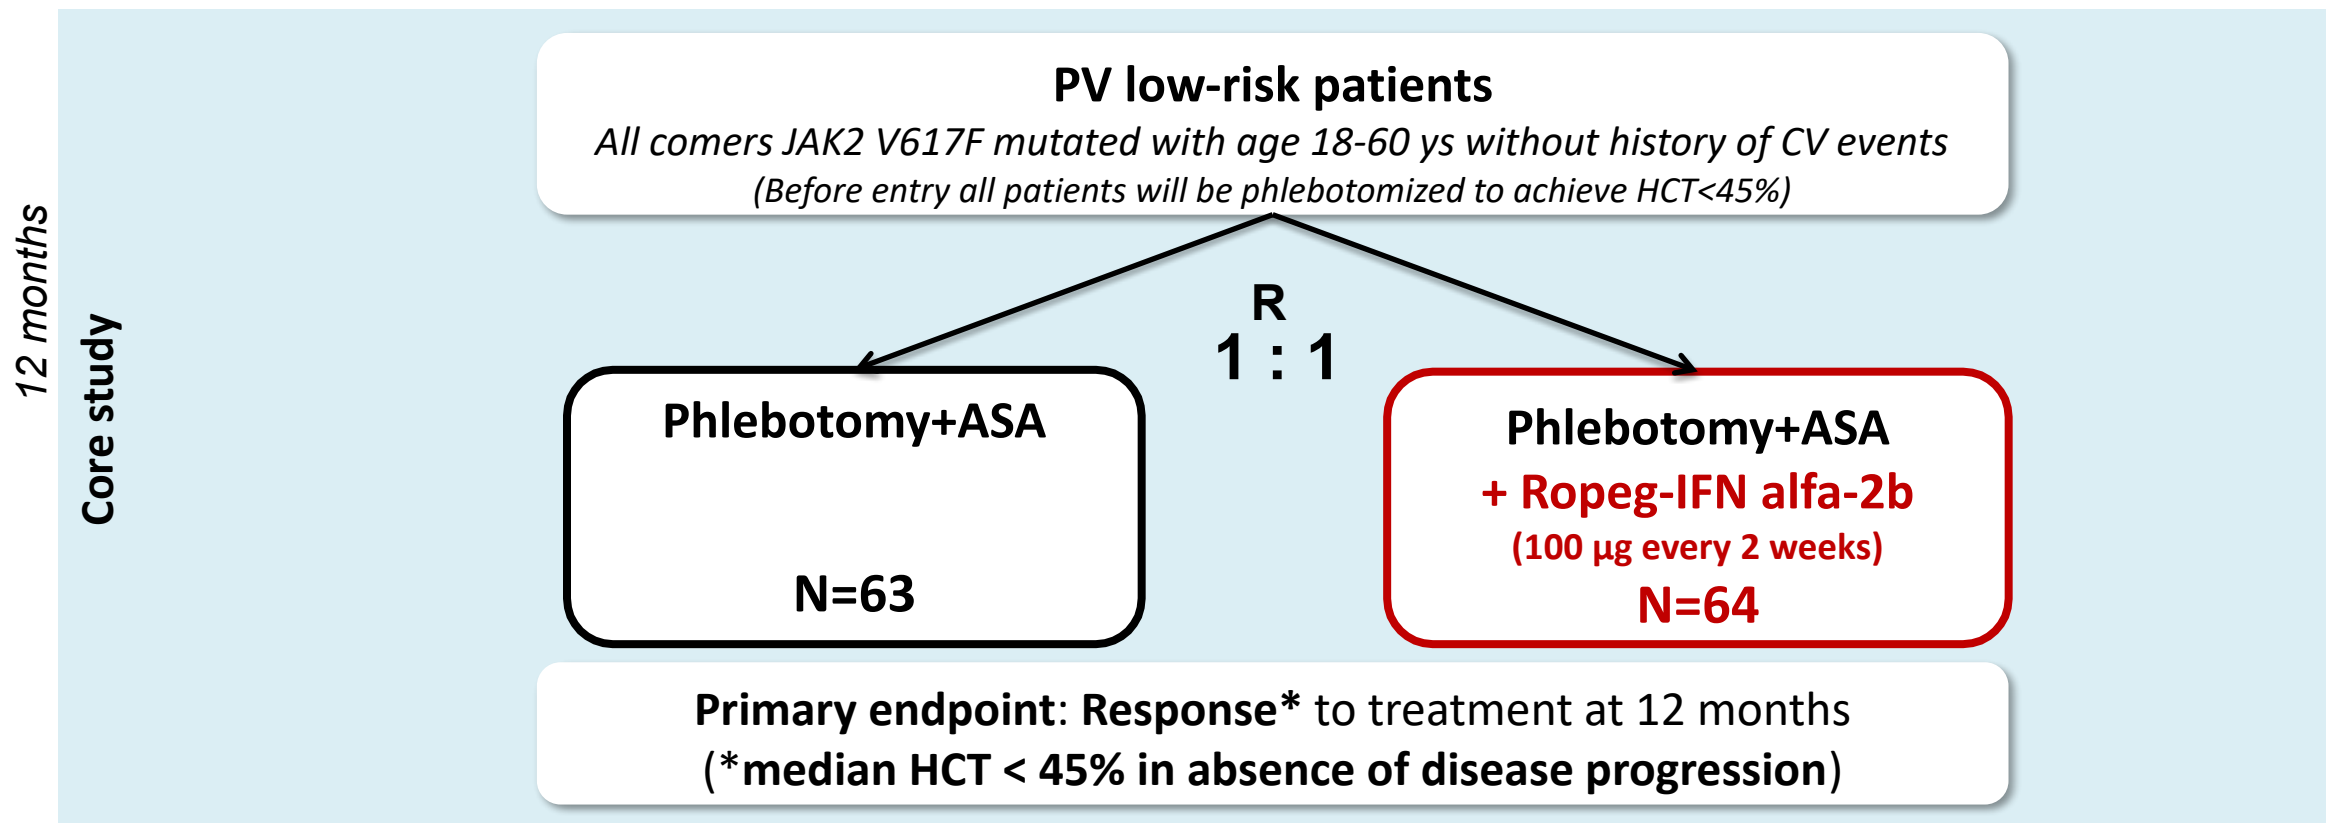 PV low-risk patients
All comers JAK2 V617F mutated with age 18-60 ys without history of CV events
(Before entry all patients will be phlebotomized to achieve HCT<45%)
12 months
Core study
R
1 : 1
Phlebotomy+ASA
N=63
Phlebotomy+ASA
+ Ropeg-IFN alfa-2b
(100 µg every 2 weeks)
N=64
Primary endpoint: Response* to treatment at 12 months
(*median HCT < 45% in absence of disease progression)